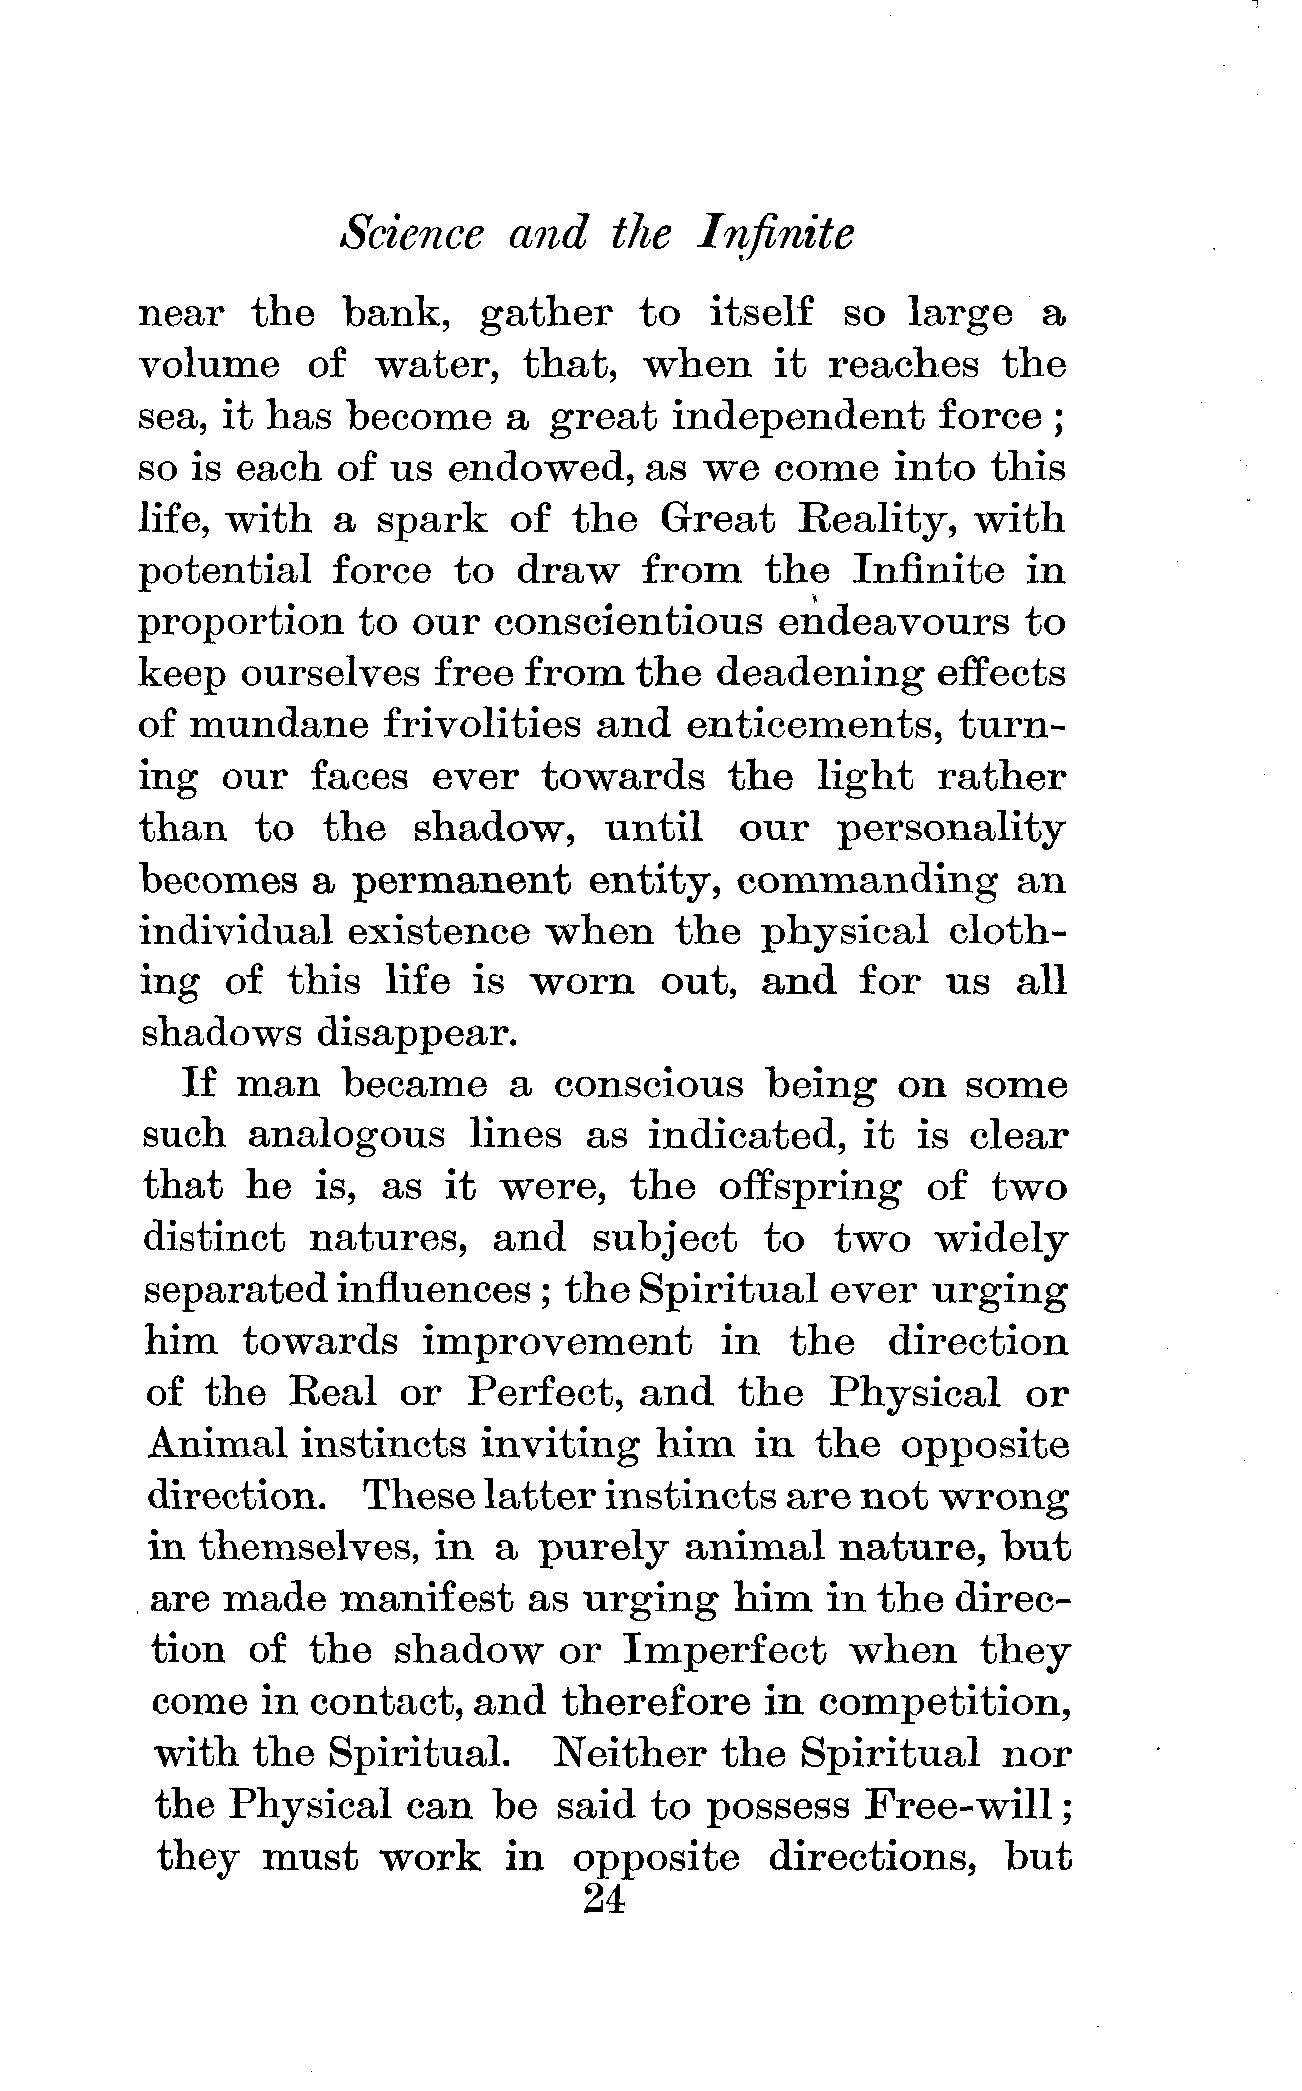 Science and the Infinite
near the bank, gather to itself so large a
volume of water, that, when it reaches the
sea, it has become a great independent force ;
so is each of us endowed, as we come into this
life, with a spark of the Great Reality, with
potential force to draw from the Infinite in
proportion to our conscientious endeavours to
keep ourselves free from the deadening effects
of mundane frivolities and enticements, turn-
ing our faces ever towards the light rather
than to the shadow, until our personality
becomes a permanent entity, commanding an
individual existence when the physical cloth-
ing of this life is worn out, and for us all
shadows disappear.
If man became a conscious being on some
such analogous lines as indicated, it is clear
that he is, as it were, the offspring of two
distinct natures, and subject to two widely
separated influences ; the Spiritual ever urging
him towards improvement in the direction
of the Real or Perfect, and the Physical or
Animal instincts inviting him in the opposite
direction. These latter instincts are not wrong
in themselves, in a purely animal nature, but
are made manifest as urging him in the direc-
tion of the shadow or Imperfect when they
come in contact, and therefore in competition,
with the Spiritual. Neither the Spiritual nor
the Physical can be said to possess Free-will ;
they must work in opposite directions, but
24